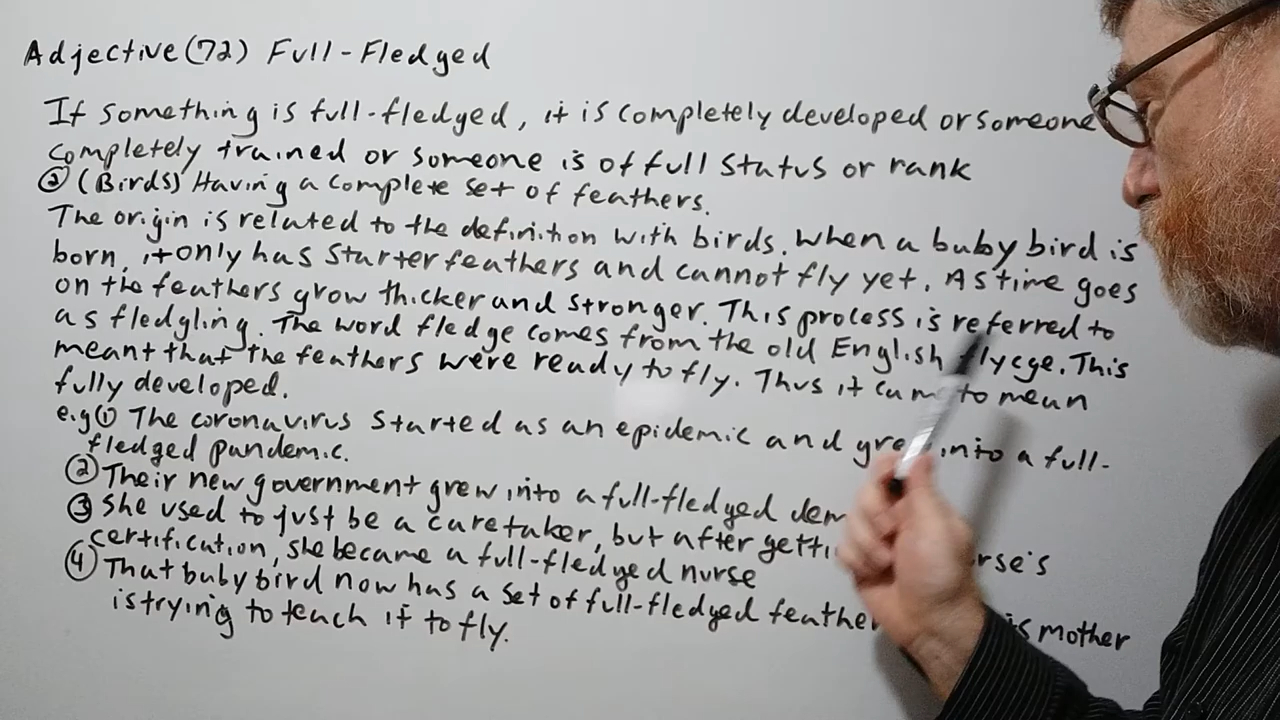 Adjective(72) Full-Fledged
If something is full-fledged, it is completely developed or someone
completely trained or someone is of full status or rank
② (Birds) Having a complete set of feathers.
The origin is related to the definition with birds. When a baby bird is
born, it only has starter feathers and cannot fly yet. As time goes
on the feathers grow thicker and stronger. This process is referred to
as fledgling. The word fledge comes from the old English flycge. This
meant that the feathers were ready to fly. Thus it came to mean
fully developed.
e.g ① The coronavirus started as an epidemic and grew into a full-
fledged pandemic.
② Their new government grew into a full-fledged
③ She used to just be a caretaker, but after
certification, she became a full-fledged nurse
④ That baby bird now has a set of full-fledged mother
is trying to teach it to fly.